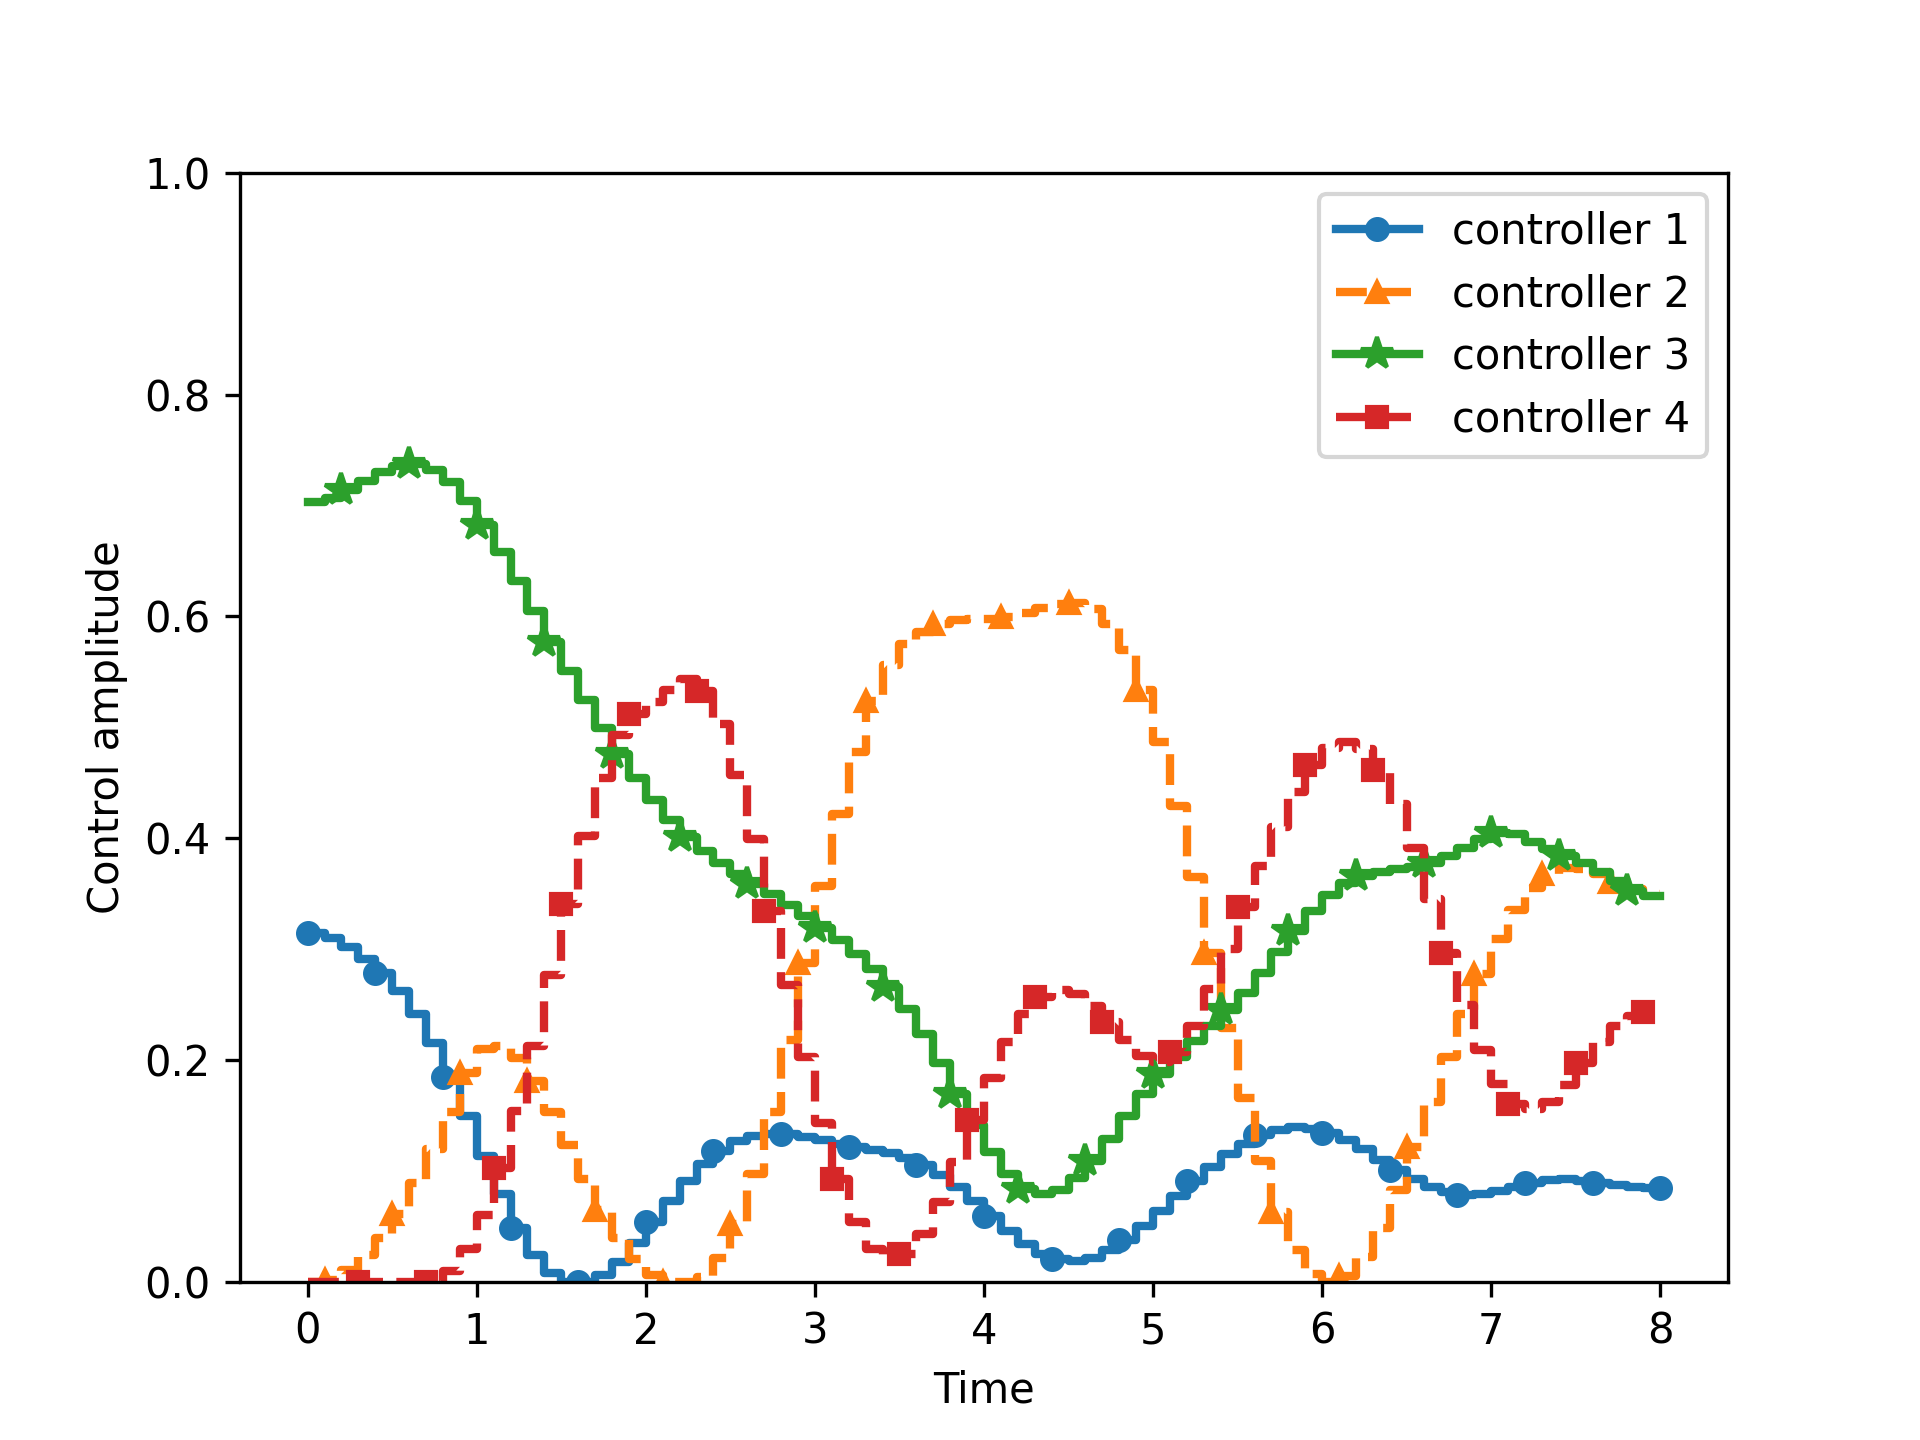 1.0
0.8
0.6
0.4
0.2
0.0
Control amplitude
0 1 2 3 4 5 6 7 8
Time
controller 1
controller 2
controller 3
controller 4